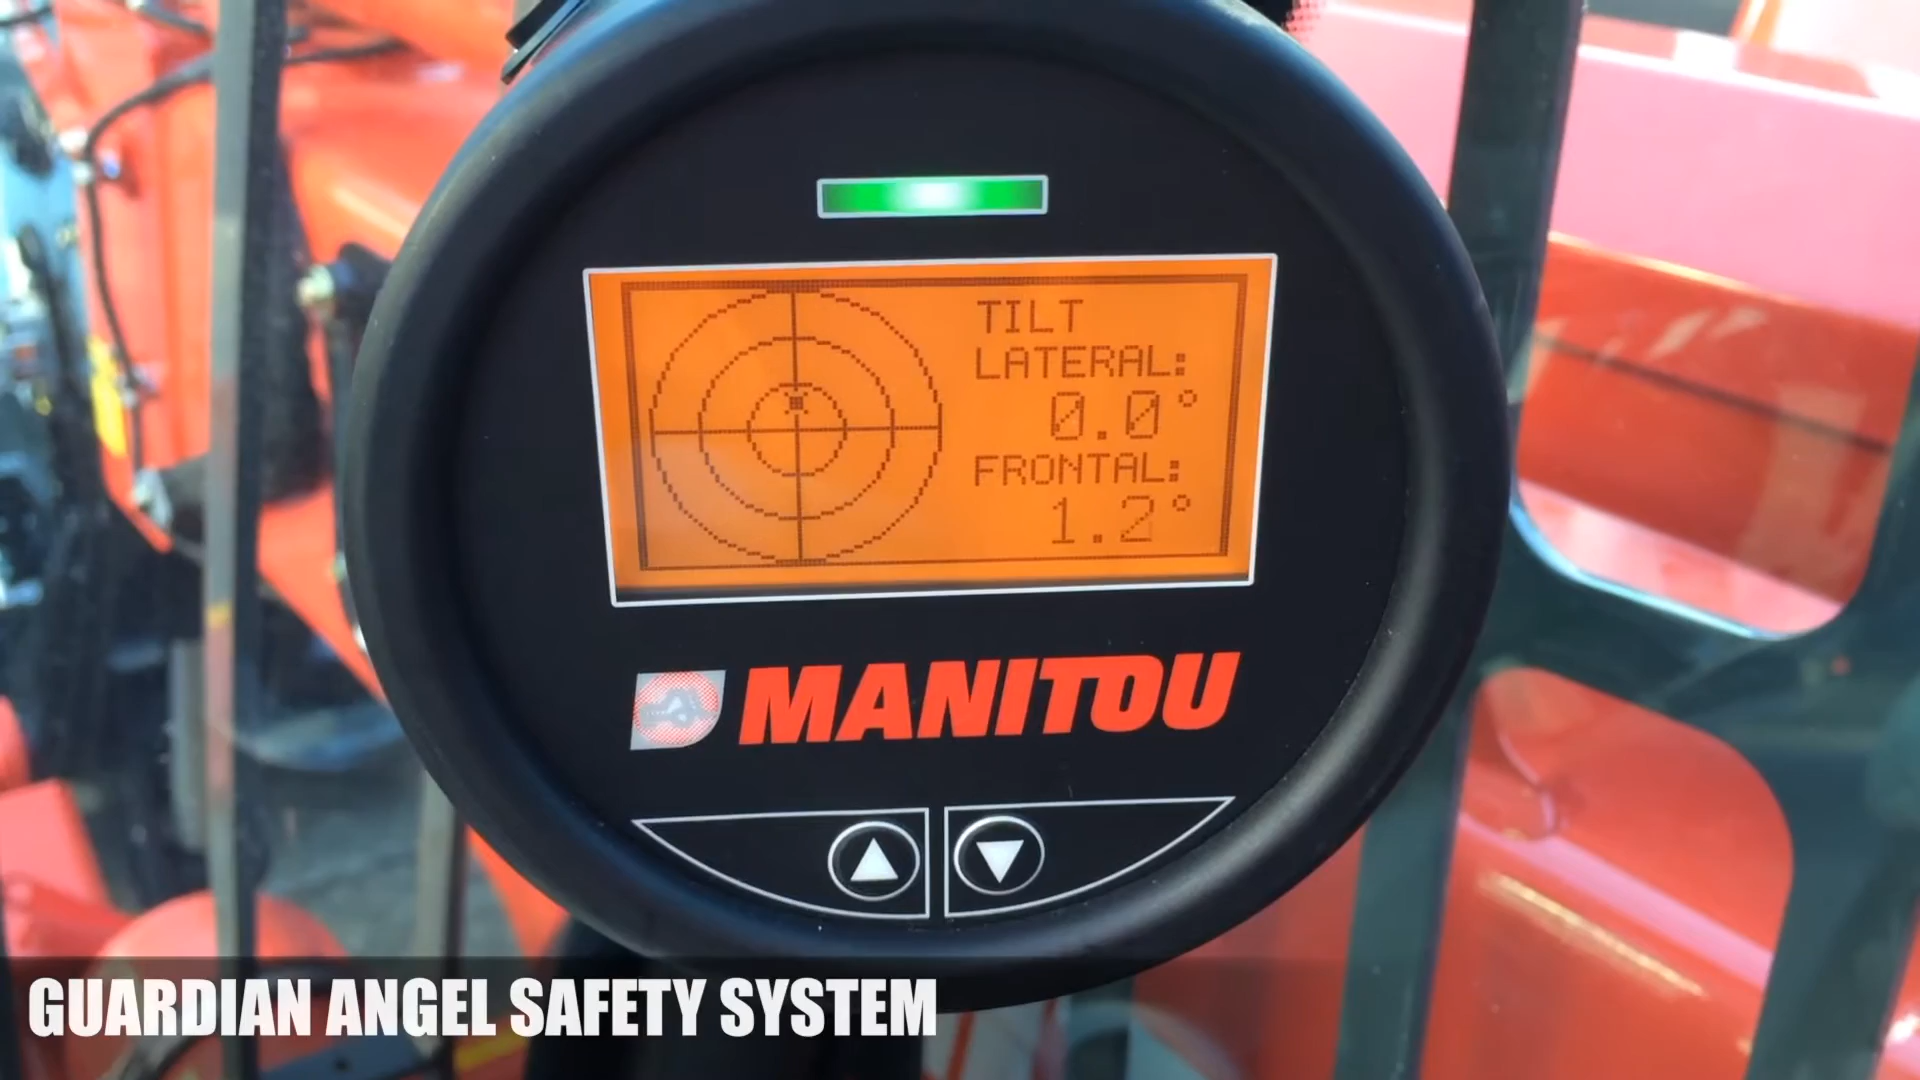 TILT
LATERAL:
0.0°
FRONTAL:
1.2°
MANITOU
GUARDIAN ANGEL SAFETY SYSTEM